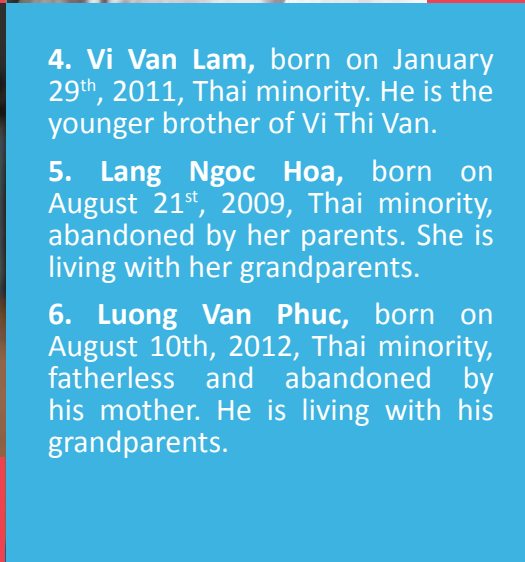 4. Vi Van Lam, born on January
29th, 2011, Thai minority. He is the
younger brother of Vi Thi Van.
5. Lang Ngoc Hoa, born on
August 21st, 2009, Thai minority,
abandoned by her parents. She is
living with her grandparents.
6. Luong Van Phuc, born on
August 10th, 2012, Thai minority,
fatherless and abandoned by
his mother. He is living with his
grandparents.